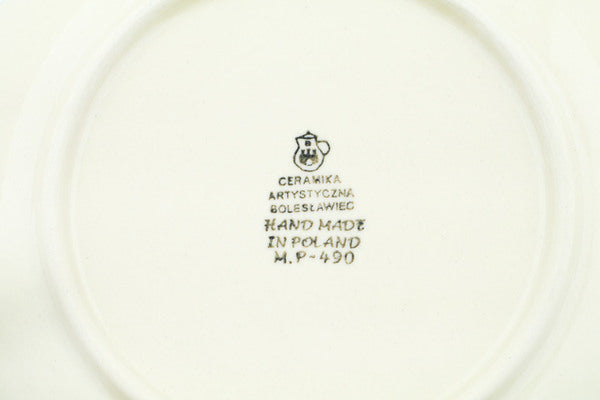 CERAMIKA
ARTYSTYCZNA
BOLESŁAWIEC
HAND MADE
IN POLAND
M.P-490